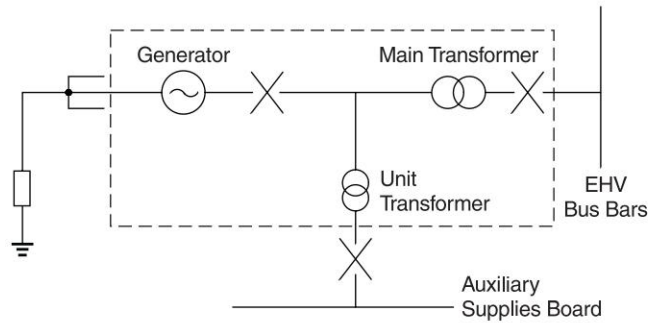 Generator
Main Transformer
Unit
Transformer
EHV
Bus Bars
Auxiliary
Supplies Board